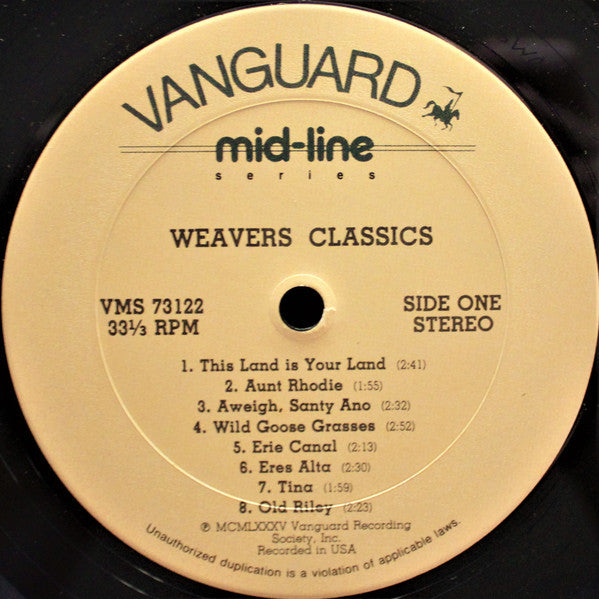 VANGUARD
mid-line
series
WEAVERS CLASSICS
VMS 73122
33⅓ RPM
SIDE ONE
STEREO
1. This Land is Your Land (2:41)
2. Aunt Rhodie (1:55)
3. Aweigh, Santy Ano (2:32)
4. Wild Goose Grasses (2:52)
5. Erie Canal (2:13)
6. Eres Alta (2:30)
7. Tina (1:59)
8. Old Riley (2:23)
℗ MCMLXXXV Vanguard Recording
Society, Inc.
Recorded in USA
Unauthorized duplication is a violation of applicable laws.